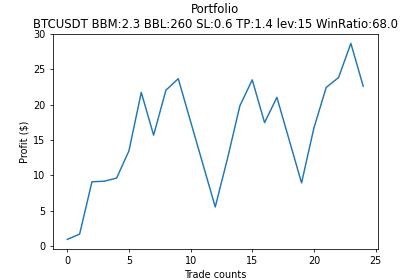 Portfolio
BTCUSDT BBM:2.3 BBL:260 SL:0.6 TP:1.4 lev:15 WinRatio:68.0
30
25
20
15
10
5
0
Profit ($)
0 5 10 15 20 25
Trade counts